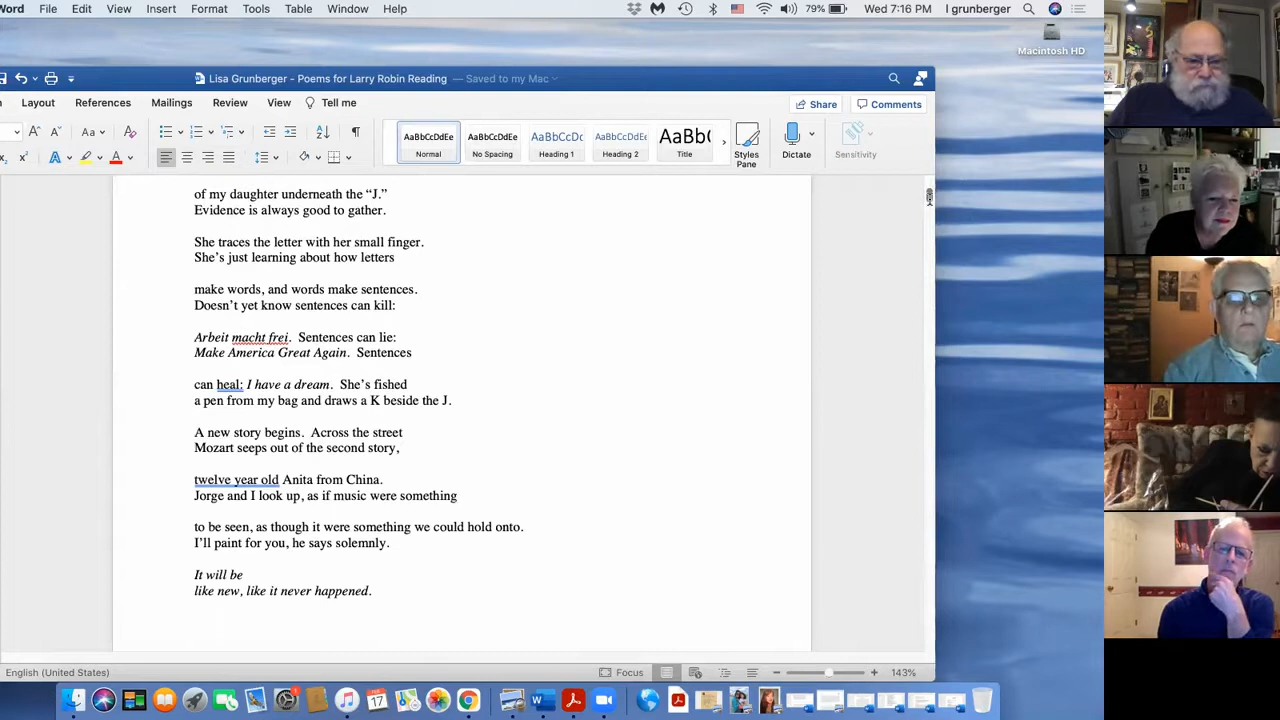 Word File Edit View Insert Format Tools Table Window Help 79% Wed 7:16 PM l grunberger
Macintosh HD
Lisa Grunberger - Poems for Larry Robin Reading — Saved to my Mac
Layout References Mailings Review View Tell me Share Comments
AaBbCcDdEe AaBbCcDdEe AaBbCcDc AaBbCcDdEe AaBb(
Normal No Spacing Heading 1 Heading 2 Title Styles Pane Dictate Sensitivity
of my daughter underneath the “J.”
Evidence is always good to gather.
She traces the letter with her small finger.
She’s just learning about how letters
make words, and words make sentences.
Doesn’t yet know sentences can kill:
Arbeit macht frei. Sentences can lie:
Make America Great Again. Sentences
can heal: I have a dream. She’s fished
a pen from my bag and draws a K beside the J.
A new story begins. Across the street
Mozart seeps out of the second story,
twelve year old Anita from China.
Jorge and I look up, as if music were something
to be seen, as though it were something we could hold onto.
I’ll paint for you, he says solemnly.
It will be
like new, like it never happened.
English (United States) Focus 143%
JUL 17